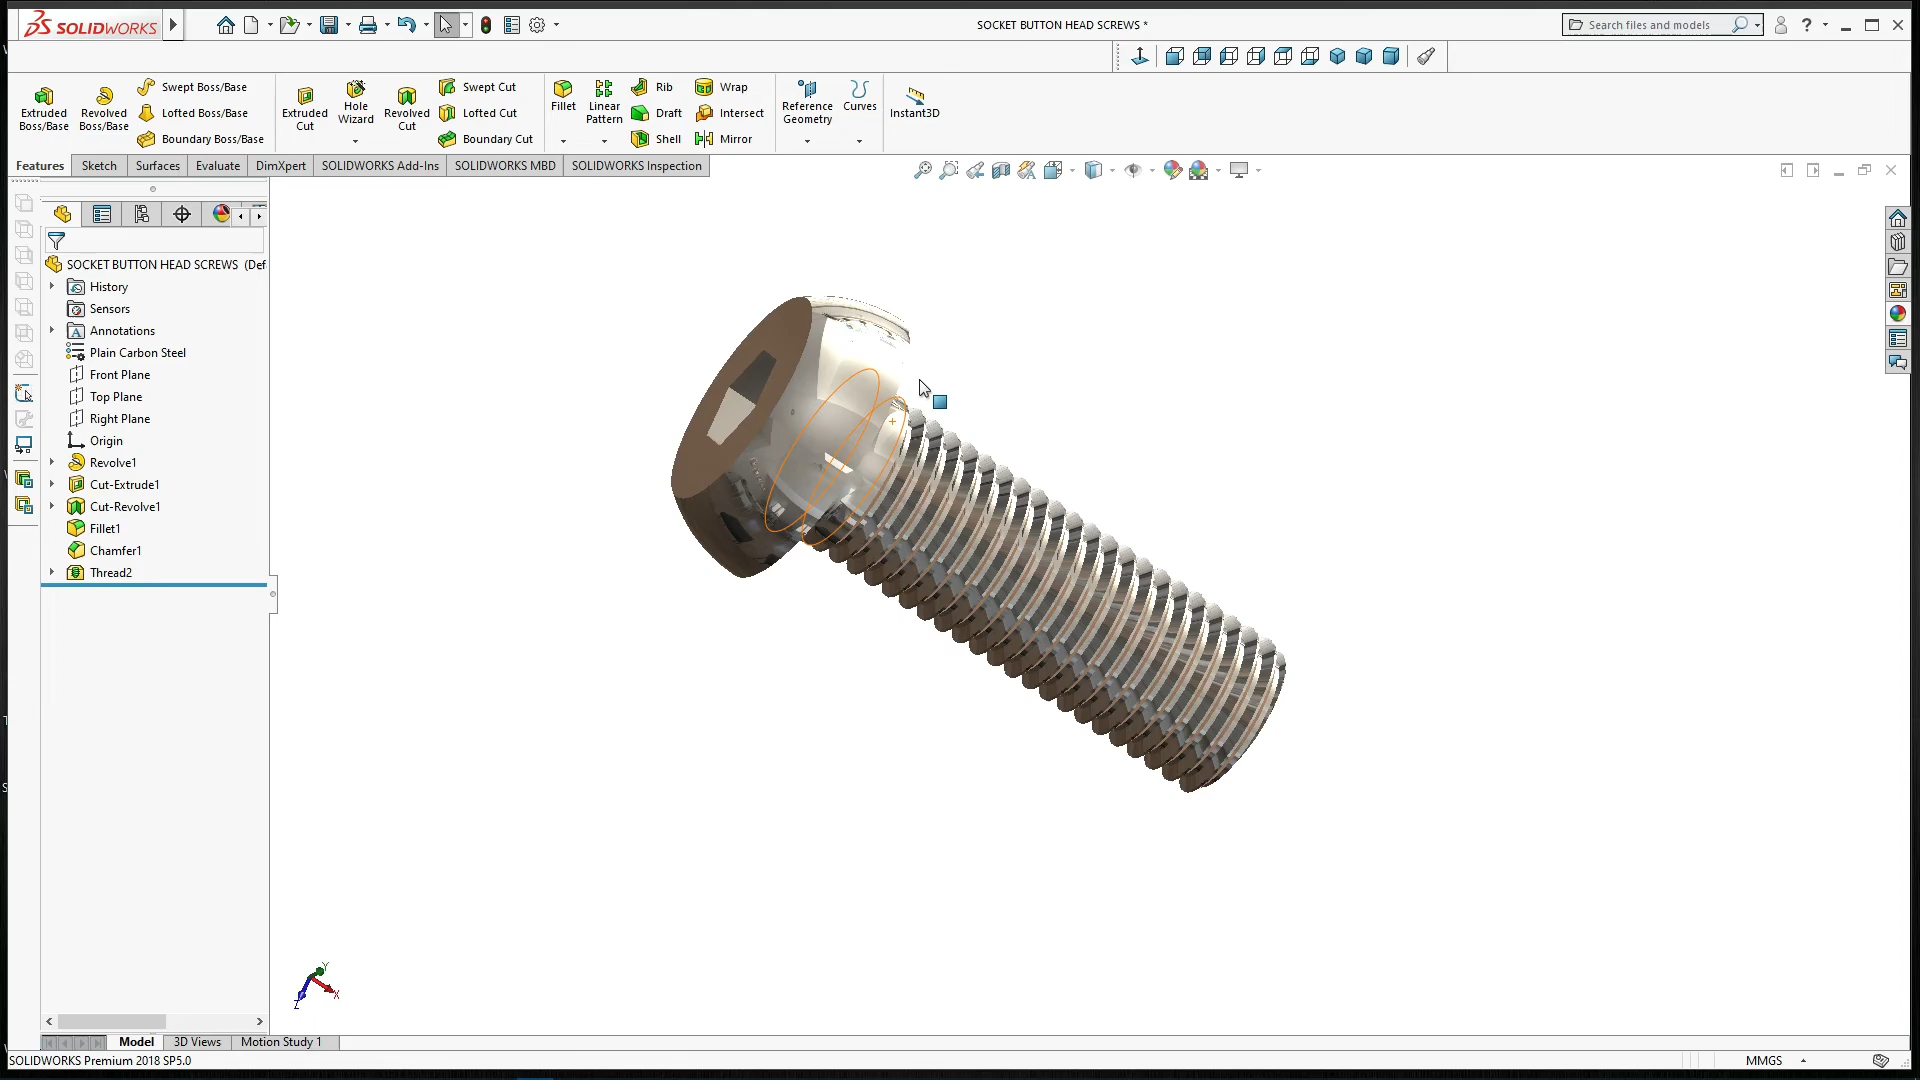 SOLIDWORKS
SOCKET BUTTON HEAD SCREWS *
Search files and models
Extruded Boss/Base
Revolved Boss/Base
Swept Boss/Base
Lofted Boss/Base
Boundary Boss/Base
Extruded Cut
Hole Wizard
Revolved Cut
Swept Cut
Lofted Cut
Boundary Cut
Fillet
Linear Pattern
Rib
Draft
Shell
Wrap
Intersect
Mirror
Reference Geometry
Curves
Instant3D
Features
Sketch
Surfaces
Evaluate
DimXpert
SOLIDWORKS Add-Ins
SOLIDWORKS MBD
SOLIDWORKS Inspection
SOCKET BUTTON HEAD SCREWS (Def
History
Sensors
Annotations
Plain Carbon Steel
Front Plane
Top Plane
Right Plane
Origin
Revolve1
Cut-Extrude1
Cut-Revolve1
Fillet1
Chamfer1
Thread2
Y
X
Z
Model
3D Views
Motion Study 1
SOLIDWORKS Premium 2018 SP5.0
MMGS